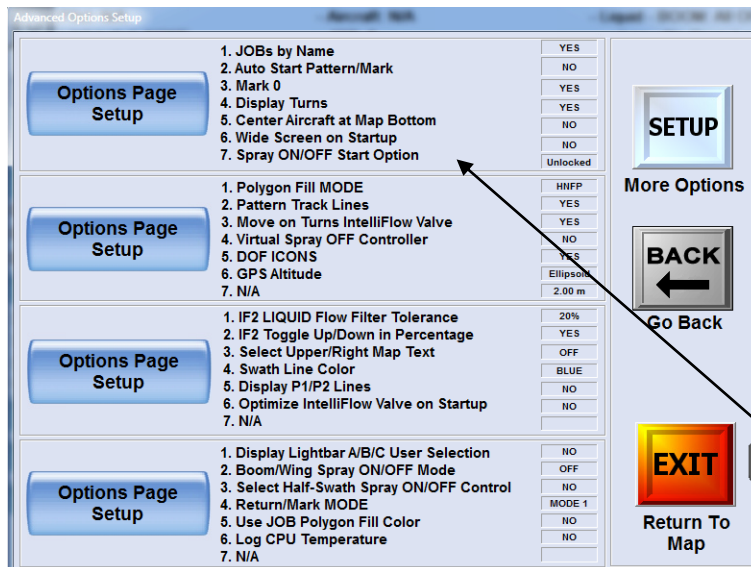 Advanced Options Setup
- Aircraft: N/A
Options Page
Setup
1. JOBs by Name YES
2. Auto Start Pattern/Mark NO
3. Mark 0 YES
4. Display Turns YES
5. Center Aircraft at Map Bottom NO
6. Wide Screen on Startup NO
7. Spray ON/OFF Start Option Unlocked
Options Page
Setup
1. Polygon Fill MODE HNFP
2. Pattern Track Lines YES
3. Move on Turns IntelliFlow Valve YES
4. Virtual Spray OFF Controller NO
5. DOF ICONS YES
6. GPS Altitude Ellipsoid
7. N/A 2.00 m
Options Page
Setup
1. IF2 LIQUID Flow Filter Tolerance 20%
2. IF2 Toggle Up/Down in Percentage YES
3. Select Upper/Right Map Text OFF
4. Swath Line Color BLUE
5. Display P1/P2 Lines NO
6. Optimize IntelliFlow Valve on Startup NO
7. N/A
Options Page
Setup
1. Display Lightbar A/B/C User Selection NO
2. Boom/Wing Spray ON/OFF Mode OFF
3. Select Half-Swath Spray ON/OFF Control NO
4. Return/Mark MODE MODE 1
5. Use JOB Polygon Fill Color NO
6. Log CPU Temperature NO
7. N/A
SETUP
More Options
BACK
Go Back
EXIT
Return To
Map